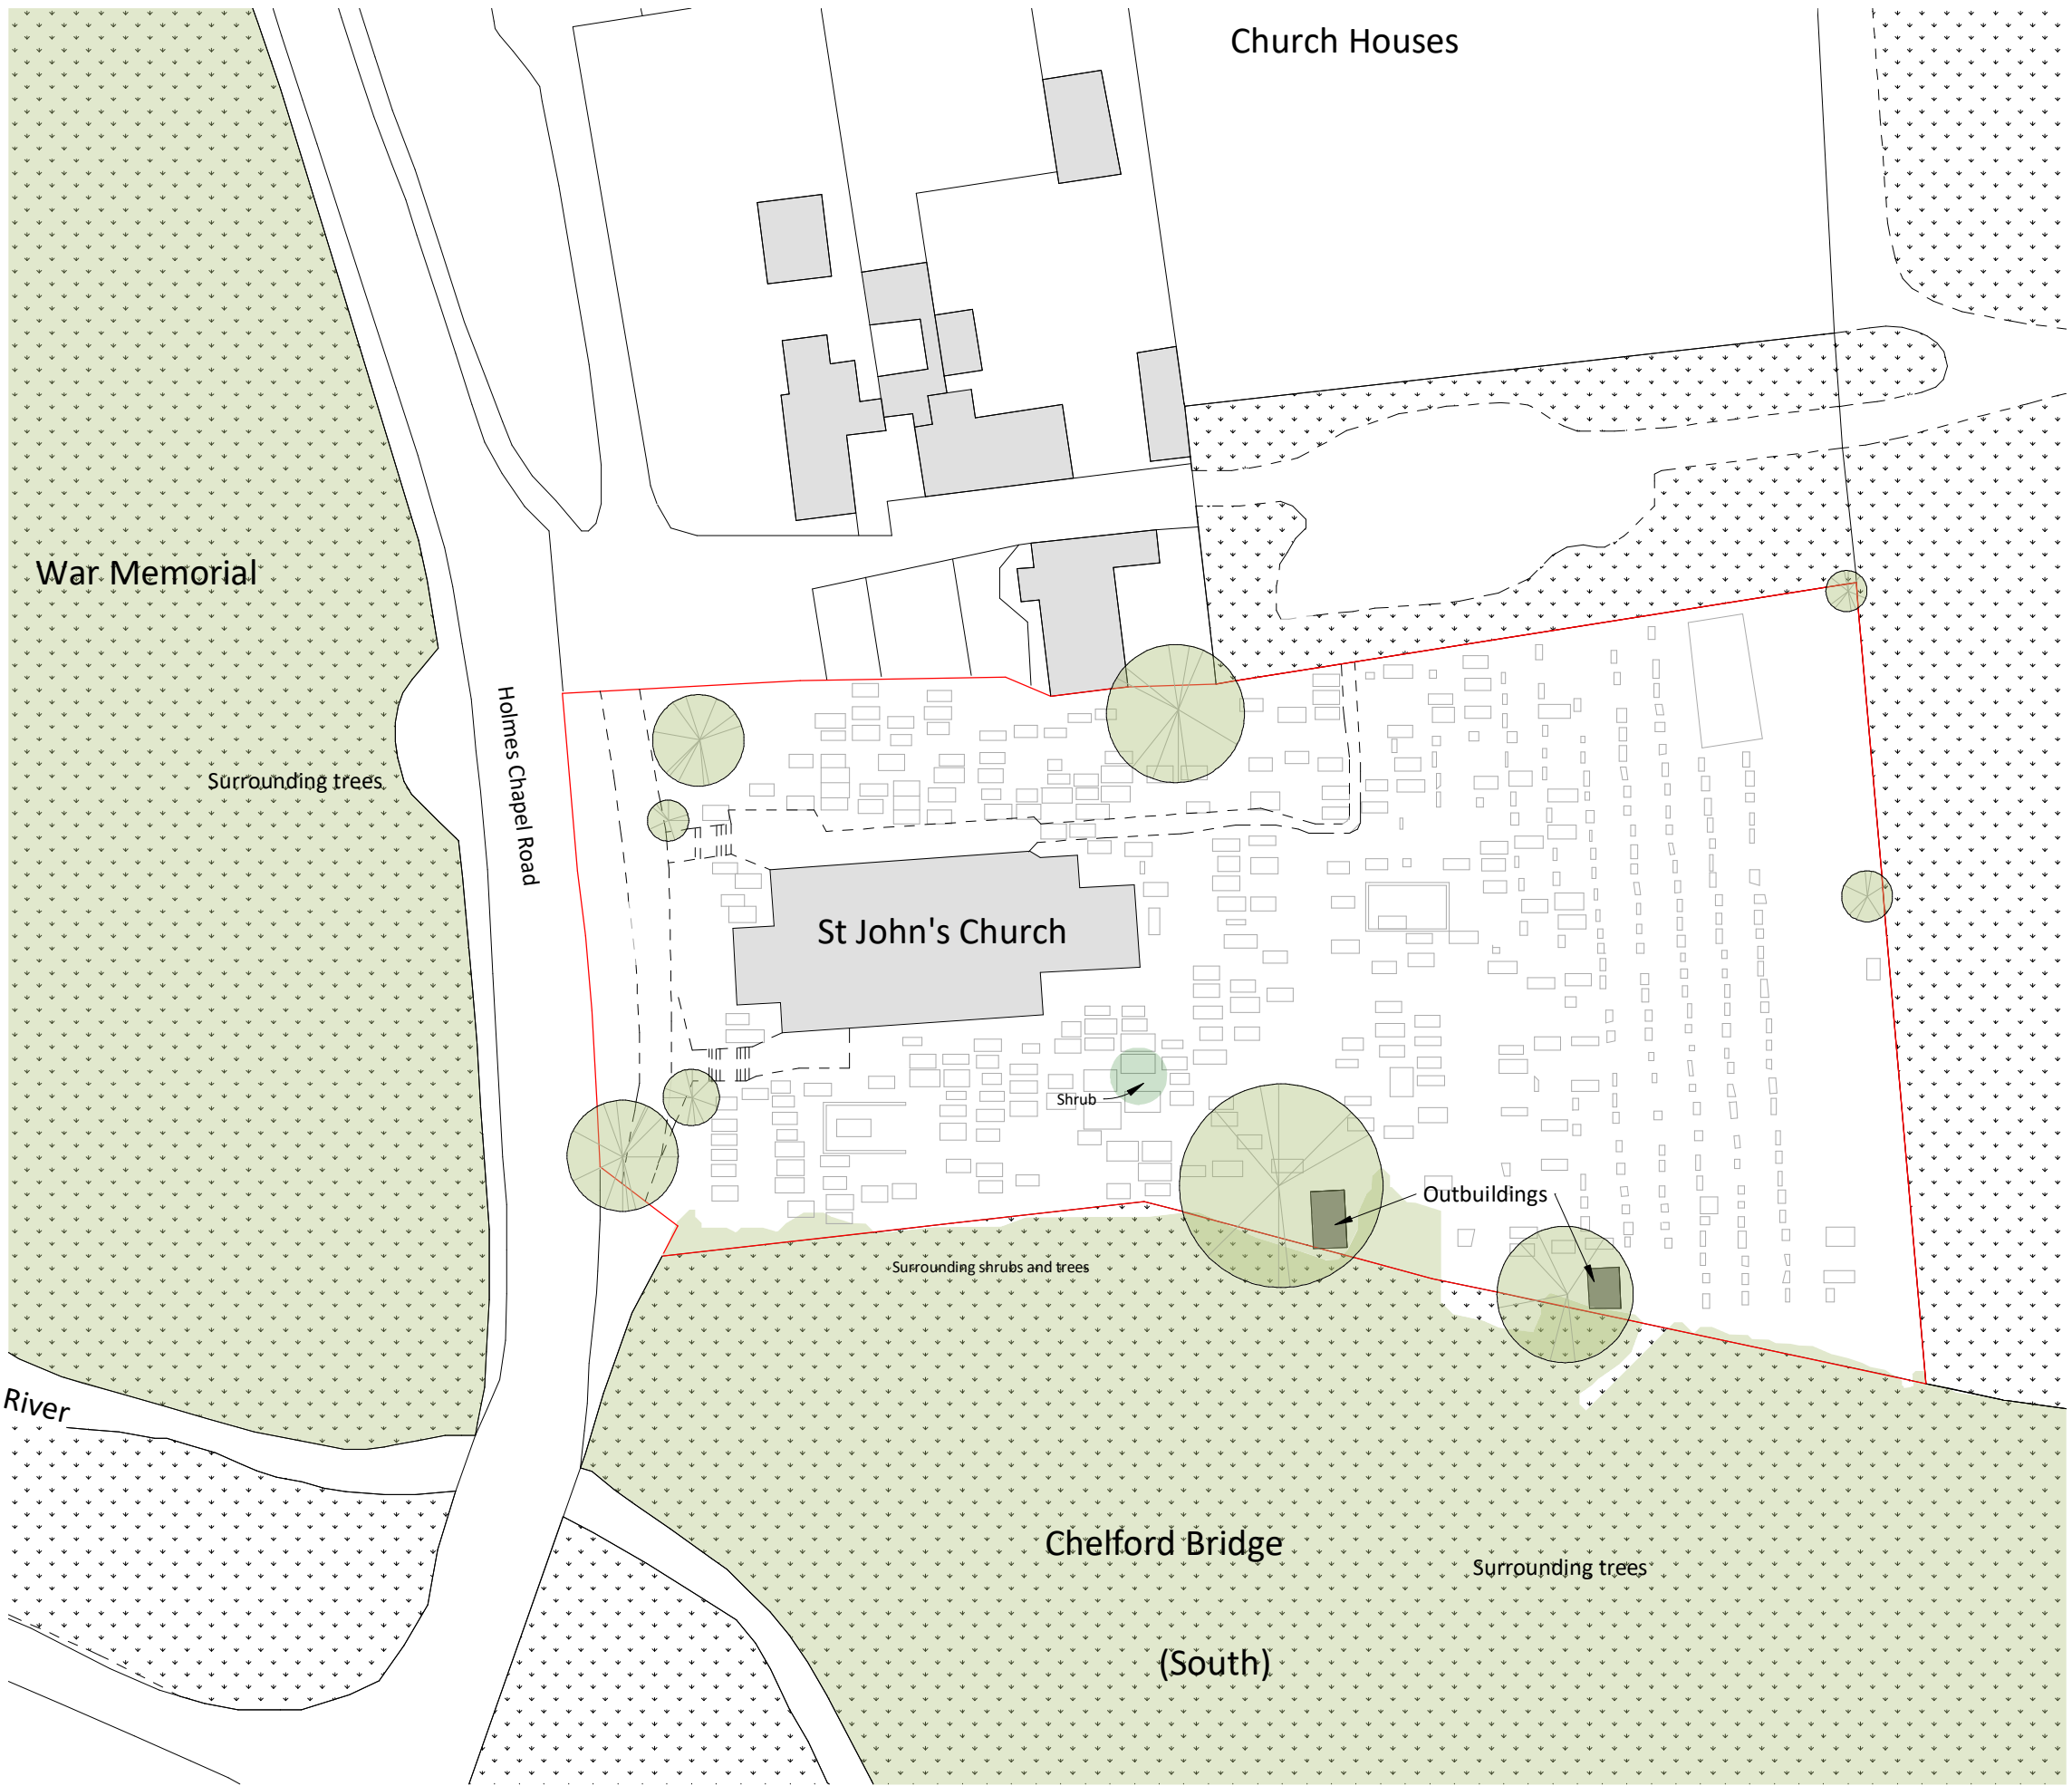 Church Houses
War Memorial
Surrounding trees
Holmes Chapel Road
St John's Church
Shrub
Outbuildings
Surrounding shrubs and trees
River
Chelford Bridge
(South)
Surrounding trees